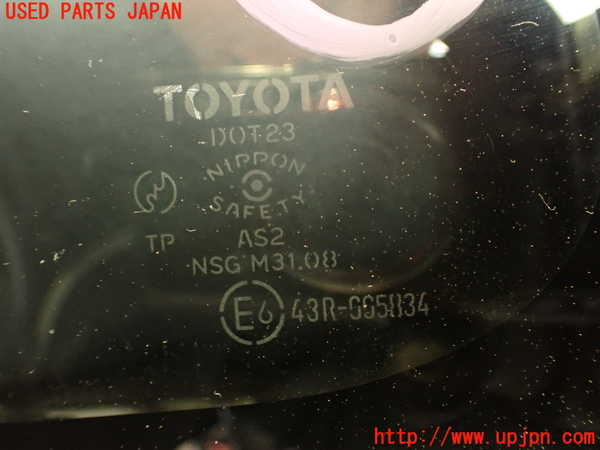 USED PARTS JAPAN
TOYOTA
DOT23
NIPPON
SAFETY
TP AS2
NSG M31.08
E6 43R-005834
http://www.upjpn.com